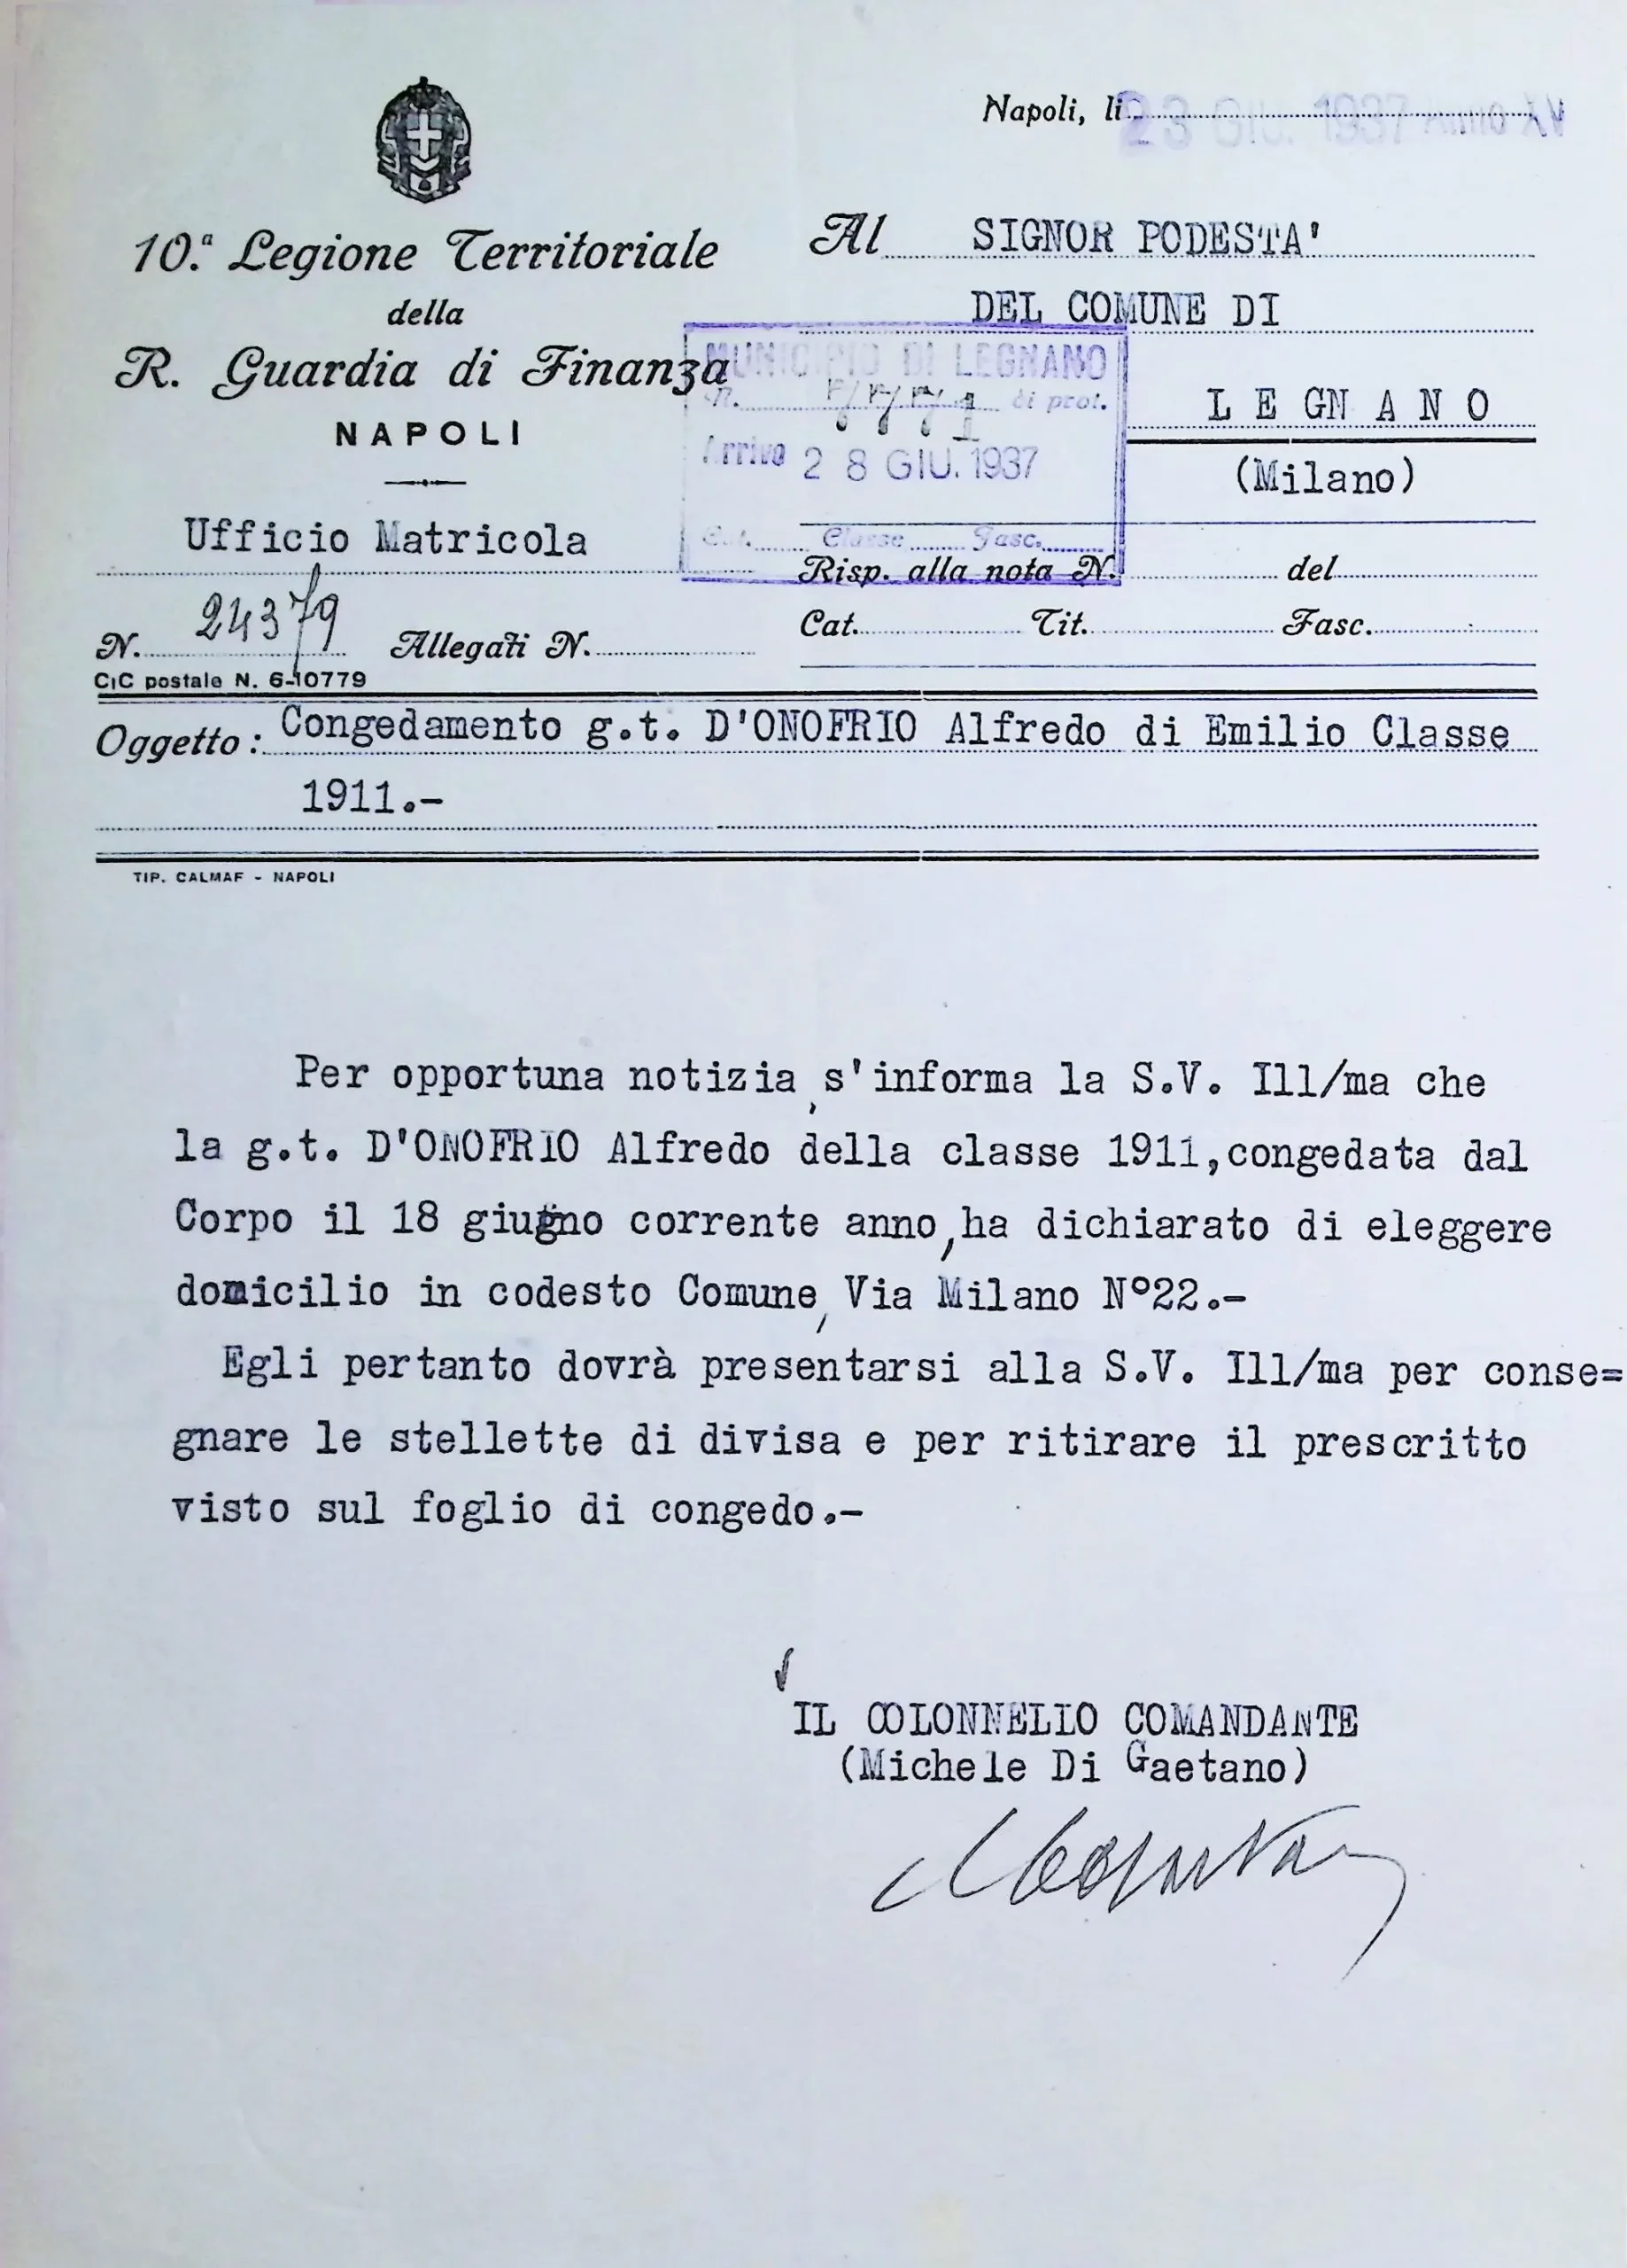 Napoli, li 23 GIU. 1937 Anno XV
10.ª Legione Territoriale
della
R. Guardia di Finanza
NAPOLI
Ufficio Matricola
N. 24379 Allegati N.
C/C postale N. 6-10779
Al SIGNOR PODESTA'
DEL COMUNE DI
L E GN A N O
(Milano)
MUNICIPIO DI LEGNANO
N. di prot.
Arrivo 28 GIU. 1937
Cat. Classe Fasc.
Risp. alla nota N. del
Cat. Tit. Fasc.
Oggetto: Congedamento g.t. D'ONOFRIO Alfredo di Emilio Classe
1911.-
TIP. CALMAF - NAPOLI
Per opportuna notizia, s'informa la S.V. Ill/ma che
la g.t. D'ONOFRIO Alfredo della classe 1911,congedata dal
Corpo il 18 giugno corrente anno,ha dichiarato di eleggere
domicilio in codesto Comune, Via Milano N°22.-
Egli pertanto dovrà presentarsi alla S.V. Ill/ma per conse=
gnare le stellette di divisa e per ritirare il prescritto
visto sul foglio di congedo.-
IL COLONNELLO COMANDANTE
(Michele Di Gaetano)